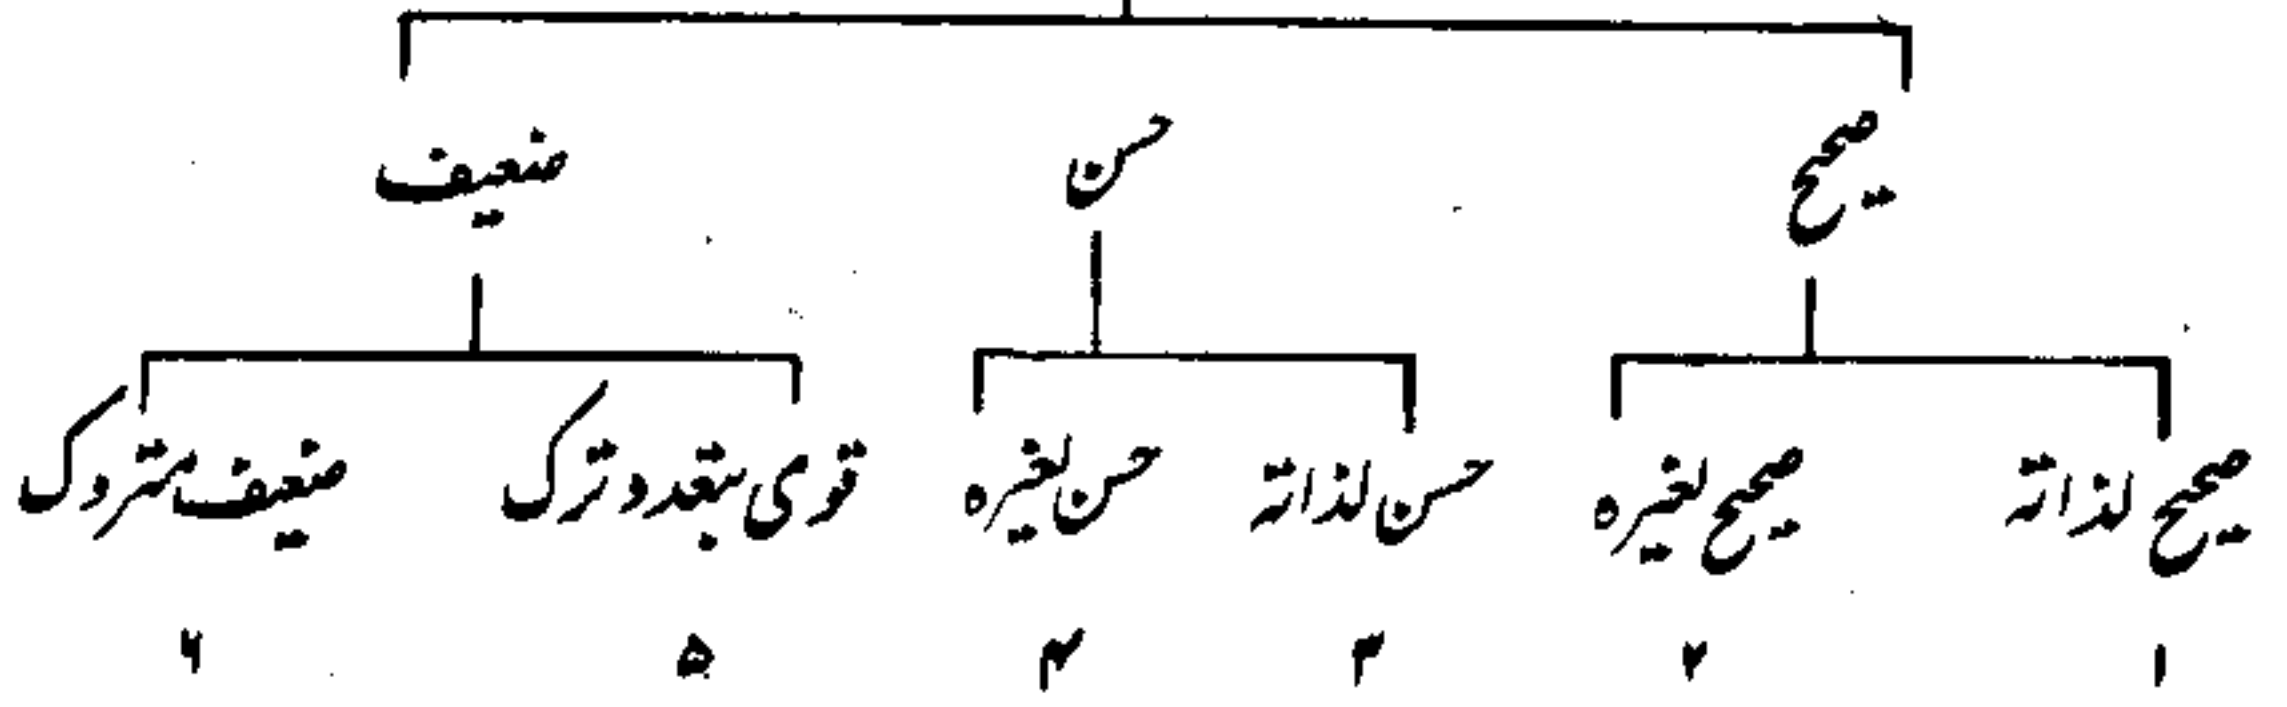 صحیح حسن ضعیف
صحیح لذاتہ صحیح لغیرہ حسن لذاتہ حسن لغیرہ قوی بتعدد ترک ضعیف متروک
۱ ۲ ۳ ۴ ۵ ۶